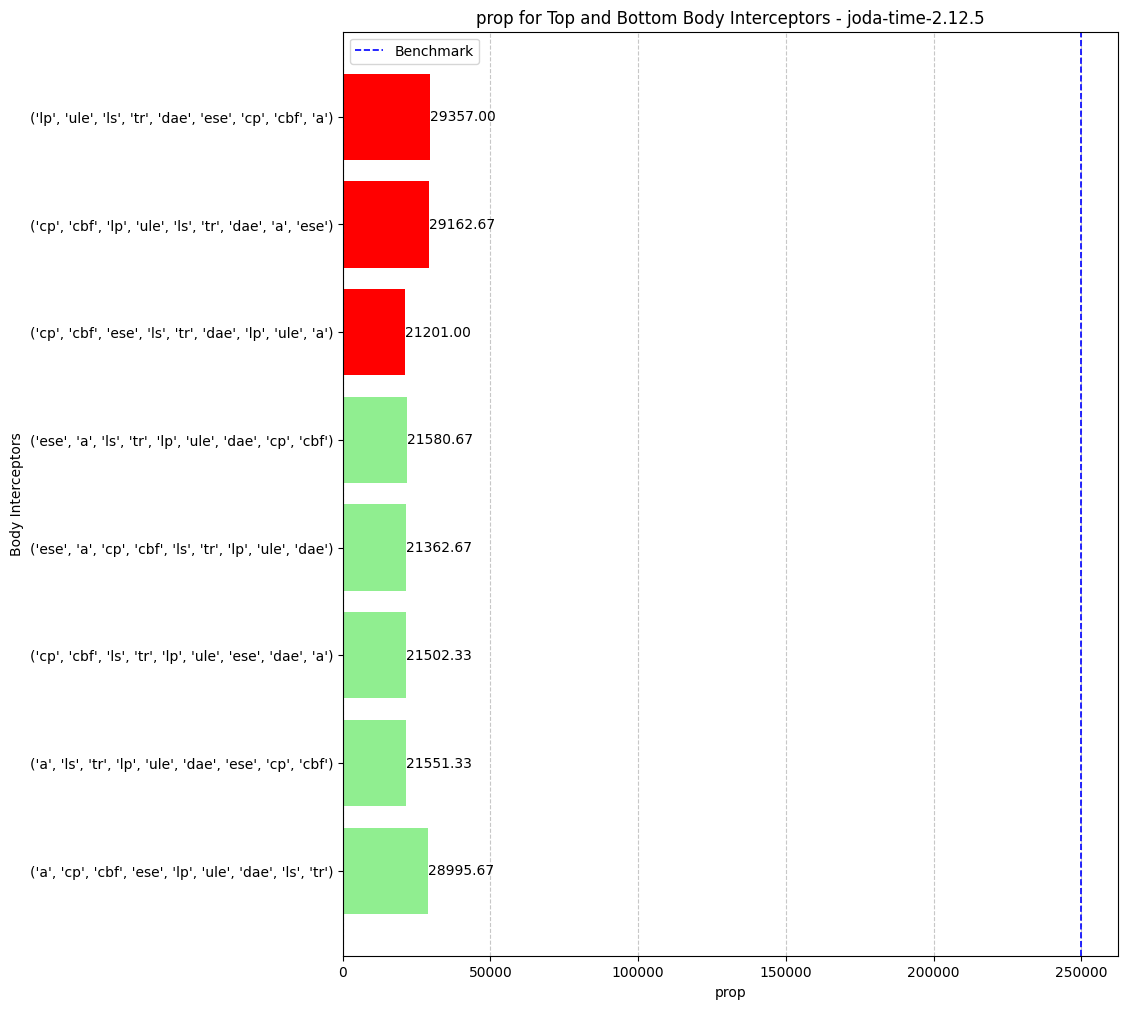 prop for Top and Bottom Body Interceptors - joda-time-2.12.5
Benchmark
('lp', 'ule', 'ls', 'tr', 'dae', 'ese', 'cp', 'cbf', 'a')
29357.00
('cp', 'cbf', 'lp', 'ule', 'ls', 'tr', 'dae', 'a', 'ese')
29162.67
('cp', 'cbf', 'ese', 'ls', 'tr', 'dae', 'lp', 'ule', 'a')
21201.00
('ese', 'a', 'ls', 'tr', 'lp', 'ule', 'dae', 'cp', 'cbf')
21580.67
('ese', 'a', 'cp', 'cbf', 'ls', 'tr', 'lp', 'ule', 'dae')
21362.67
('cp', 'cbf', 'ls', 'tr', 'lp', 'ule', 'ese', 'dae', 'a')
21502.33
('a', 'ls', 'tr', 'lp', 'ule', 'dae', 'ese', 'cp', 'cbf')
21551.33
('a', 'cp', 'cbf', 'ese', 'lp', 'ule', 'dae', 'ls', 'tr')
28995.67
Body Interceptors
0 50000 100000 150000 200000 250000
prop